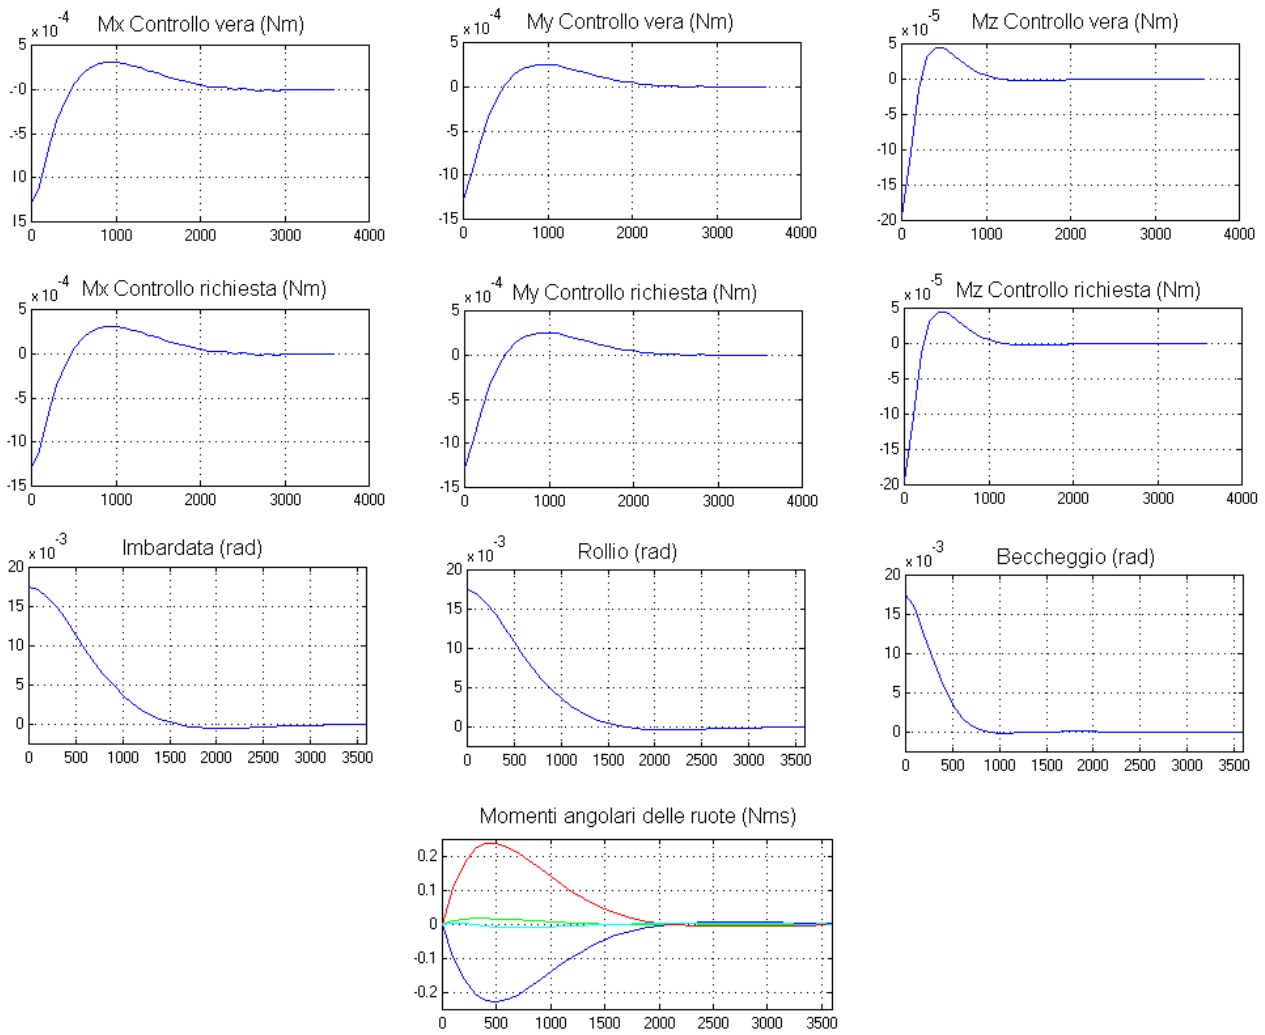 Mx Controllo vera (Nm)
My Controllo vera (Nm)
Mz Controllo vera (Nm)
x 10-4
5
-0
-5
10
15
0 1000 2000 3000 4000
x 10-4
5
0
-5
-10
-15
0 1000 2000 3000 4000
x 10-5
5
0
-5
-10
-15
-20
0 1000 2000 3000 4000
Mx Controllo richiesta (Nm)
My Controllo richiesta (Nm)
Mz Controllo richiesta (Nm)
x 10-4
5
0
-5
-10
-15
0 1000 2000 3000 4000
x 10-4
5
0
-5
-10
-15
0 1000 2000 3000 4000
x 10-5
5
0
-5
-10
-15
-20
0 1000 2000 3000 4000
Imbardata (rad)
Rollio (rad)
Beccheggio (rad)
x 10-3
20
15
10
5
0
0 500 1000 1500 2000 2500 3000 3500
x 10-3
20
15
10
5
0
0 500 1000 1500 2000 2500 3000 3500
x 10-3
20
15
10
5
0
0 500 1000 1500 2000 2500 3000 3500
Momenti angolari delle ruote (Nms)
0.2
0.1
0
-0.1
-0.2
0 500 1000 1500 2000 2500 3000 3500